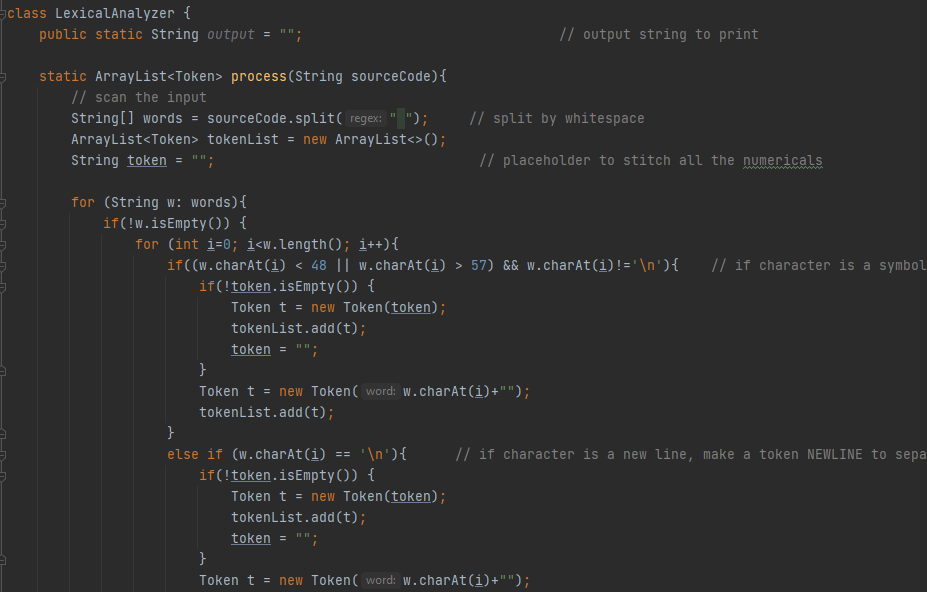 class LexicalAnalyzer {
    public static String output = "";                                // output string to print

    static ArrayList<Token> process(String sourceCode){
        // scan the input
        String[] words = sourceCode.split( regex: " ");     // split by whitespace
        ArrayList<Token> tokenList = new ArrayList<>();
        String token = "";                                 // placeholder to stitch all the numericals

        for (String w: words){
            if(!w.isEmpty()) {
                for (int i=0; i<w.length(); i++){
                    if((w.charAt(i) < 48 || w.charAt(i) > 57) && w.charAt(i)!='\n'){    // if character is a symbol
                        if(!token.isEmpty()) {
                            Token t = new Token(token);
                            tokenList.add(t);
                            token = "";
                        }
                        Token t = new Token( word: w.charAt(i)+"");
                        tokenList.add(t);
                    }
                    else if (w.charAt(i) == '\n'){      // if character is a new line, make a token NEWLINE to sepa
                        if(!token.isEmpty()) {
                            Token t = new Token(token);
                            tokenList.add(t);
                            token = "";
                        }
                        Token t = new Token( word: w.charAt(i)+"");